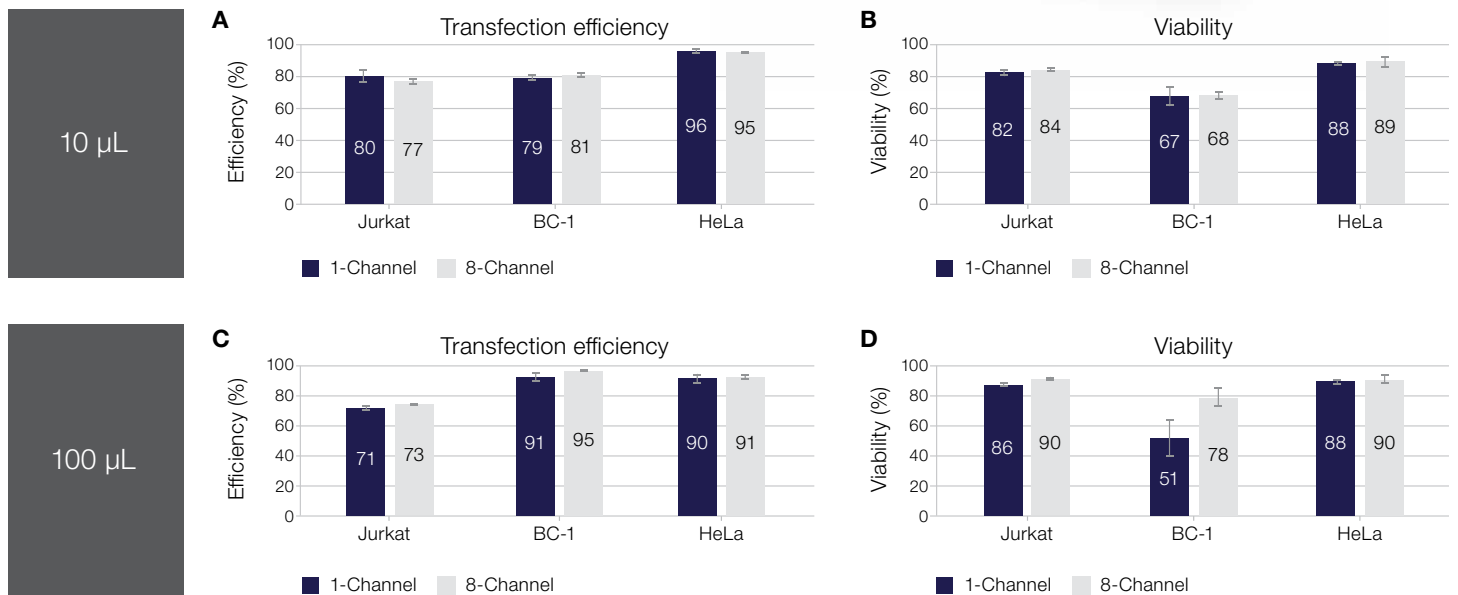 10 µL
A
Transfection efficiency
Efficiency (%)
100
80
60
40
20
0
80
77
79
81
96
95
Jurkat
BC-1
HeLa
1-Channel
8-Channel
B
Viability
Viability (%)
100
80
60
40
20
0
82
84
67
68
88
89
Jurkat
BC-1
HeLa
1-Channel
8-Channel
100 µL
C
Transfection efficiency
Efficiency (%)
100
80
60
40
20
0
71
73
91
95
90
91
Jurkat
BC-1
HeLa
1-Channel
8-Channel
D
Viability
Viability (%)
100
80
60
40
20
0
86
90
51
78
88
90
Jurkat
BC-1
HeLa
1-Channel
8-Channel